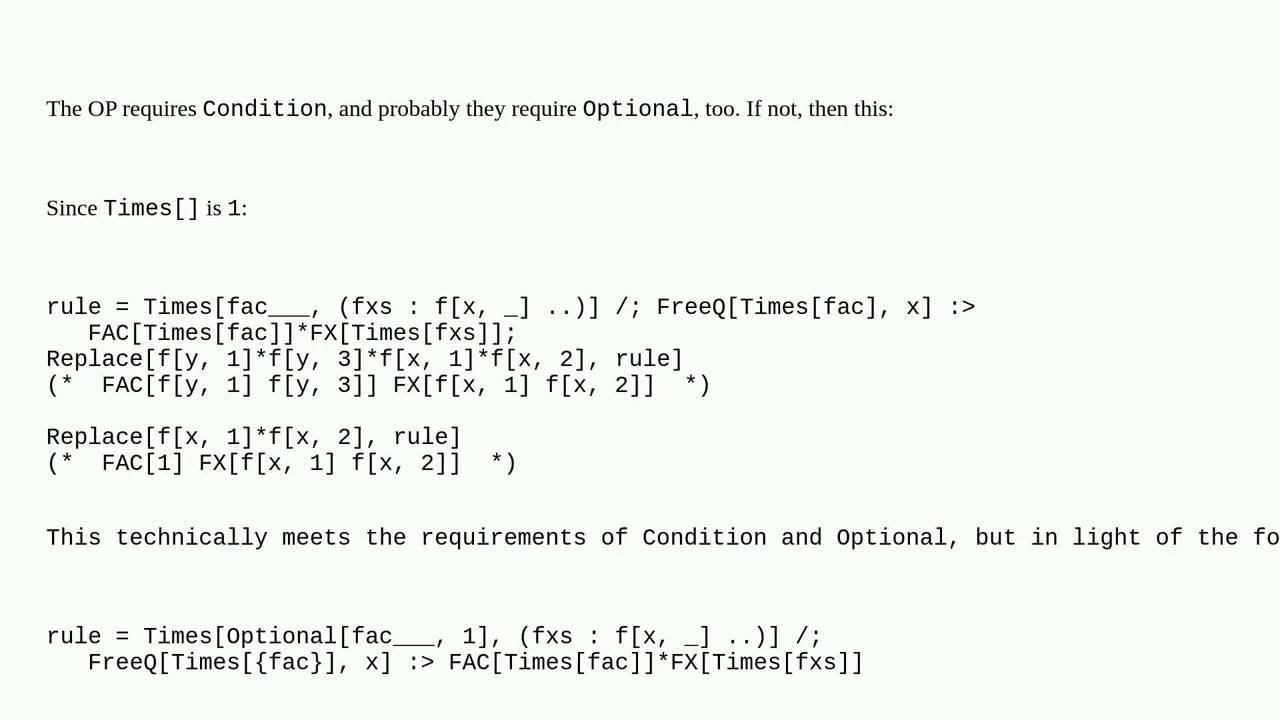 The OP requires Condition, and probably they require Optional, too. If not, then this:
Since Times[] is 1:
rule = Times[fac___, (fxs : f[x, _] ..)] /; FreeQ[Times[fac], x] :>
   FAC[Times[fac]]*FX[Times[fxs]];
Replace[f[y, 1]*f[y, 3]*f[x, 1]*f[x, 2], rule]
(*  FAC[f[y, 1] f[y, 3]] FX[f[x, 1] f[x, 2]]  *)
Replace[f[x, 1]*f[x, 2], rule]
(*  FAC[1] FX[f[x, 1] f[x, 2]]  *)
This technically meets the requirements of Condition and Optional, but in light of the
rule = Times[Optional[fac___, 1], (fxs : f[x, _] ..)] /;
   FreeQ[Times[{fac}], x] :> FAC[Times[fac]]*FX[Times[fxs]]